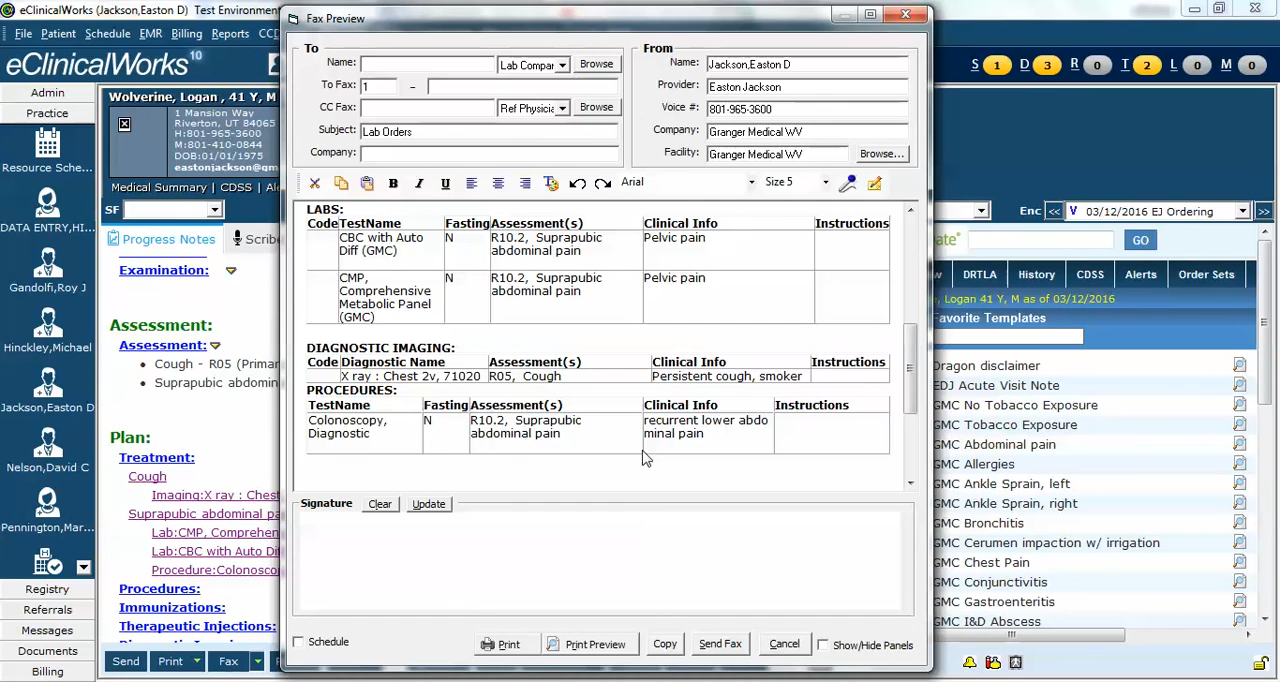 eClinicalWorks (Jackson,Easton D) Test Environment
Fax Preview
File Patient Schedule EMR Billing Reports
eClinicalWorks 10
S 1 D 3 R 0 T 2 L 0 M 0
Admin
Practice
Resource Sche...
DATA ENTRY,HI...
Gandolfi,Roy J
Hinckley,Michael
Jackson,Easton D
Nelson,David C
Pennington,Mar...
Registry
Referrals
Messages
Documents
Billing
Wolverine, Logan , 41 Y, M
1 Mansion Way
Riverton, UT 84065
H:801-965-3600
M:801-410-0844
DOB:01/01/1975
eastonjackson@gm
Medical Summary | CDSS |
SF
Progress Notes
Examination:
Assessment:
Assessment:
Cough - R05 (Primar
Suprapubic abdomin
Plan:
Treatment:
Cough
Imaging:X ray : Chest
Suprapubic abdominal pa
Lab:CMP, Comprehen
Lab:CBC with Auto Di
Procedure:Colonosco
Procedures:
Immunizations:
Therapeutic Injections:
Send Print Fax
To
Name: Lab Compar Browse
To Fax: 1 -
CC Fax: Ref Physicia Browse
Subject: Lab Orders
Company:
From
Name: Jackson,Easton D
Provider: Easton Jackson
Voice #: 801-965-3600
Company: Granger Medical WV
Facility: Granger Medical WV Browse...
B I U Arial Size 5
LABS:
Code TestName Fasting Assessment(s) Clinical Info Instructions
CBC with Auto Diff (GMC) N R10.2, Suprapubic abdominal pain Pelvic pain
CMP, Comprehensive Metabolic Panel (GMC) N R10.2, Suprapubic abdominal pain Pelvic pain
DIAGNOSTIC IMAGING:
Code Diagnostic Name Assessment(s) Clinical Info Instructions
X ray : Chest 2v, 71020 R05, Cough Persistent cough, smoker
PROCEDURES:
TestName Fasting Assessment(s) Clinical Info Instructions
Colonoscopy, Diagnostic N R10.2, Suprapubic abdominal pain recurrent lower abdo minal pain
Signature Clear Update
Schedule Print Print Preview Copy Send Fax Cancel Show/Hide Panels
Enc << V 03/12/2016 EJ Ordering >>
GO
DRTLA History CDSS Alerts Order Sets
, Logan 41 Y, M as of 03/12/2016
Favorite Templates
Dragon disclaimer
EDJ Acute Visit Note
GMC No Tobacco Exposure
GMC Tobacco Exposure
GMC Abdominal pain
GMC Allergies
GMC Ankle Sprain, left
GMC Ankle Sprain, right
GMC Bronchitis
GMC Cerumen impaction w/ irrigation
GMC Chest Pain
GMC Conjunctivitis
GMC Gastroenteritis
GMC I&D Abscess